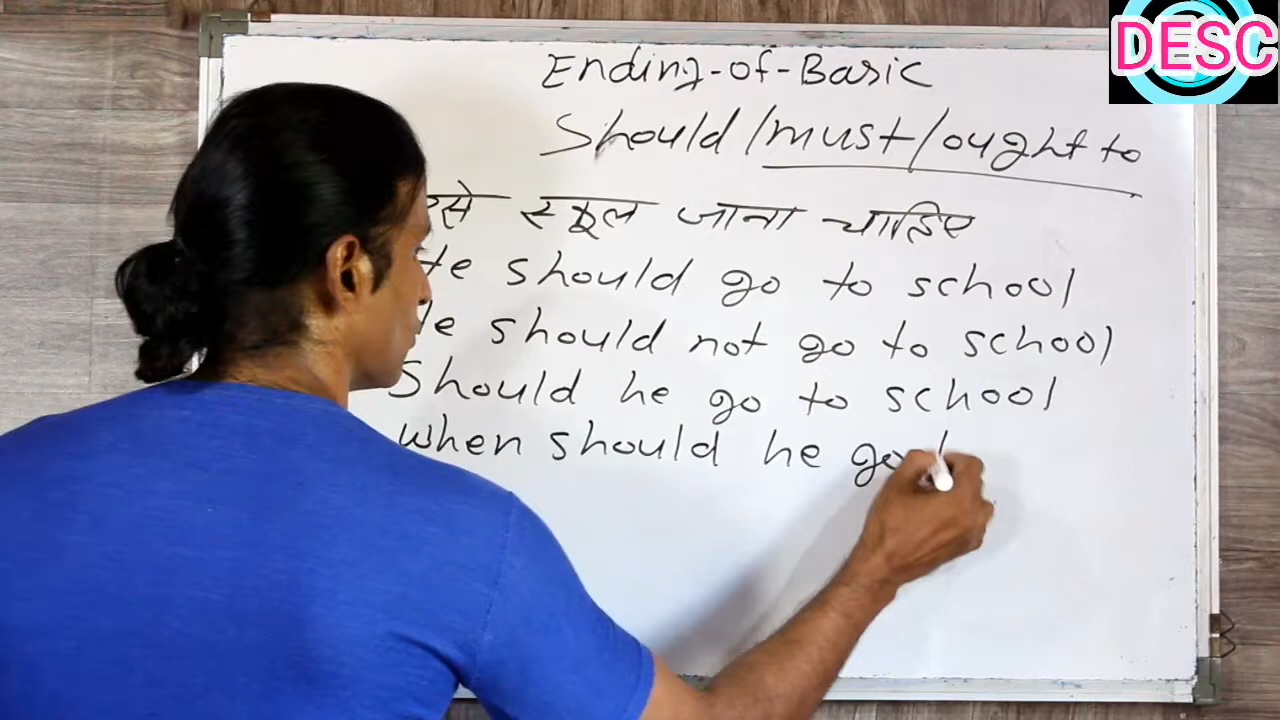 DESC
Ending-of-Basic
Should/must/ought to
स्कूल जाना चाहिए
He should go to school
He should not go to school
Should he go to school
when should he go